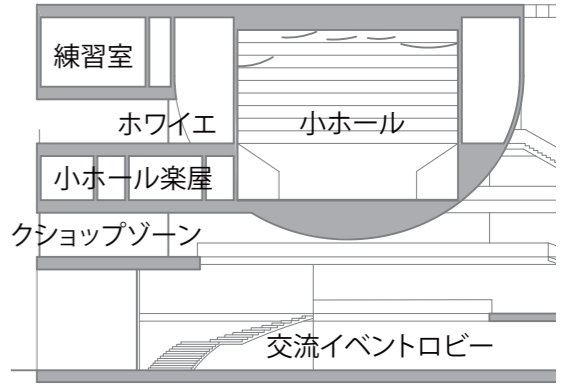 練習室
ホワイエ
小ホール
小ホール楽屋
クショップゾーン
交流イベントロビー